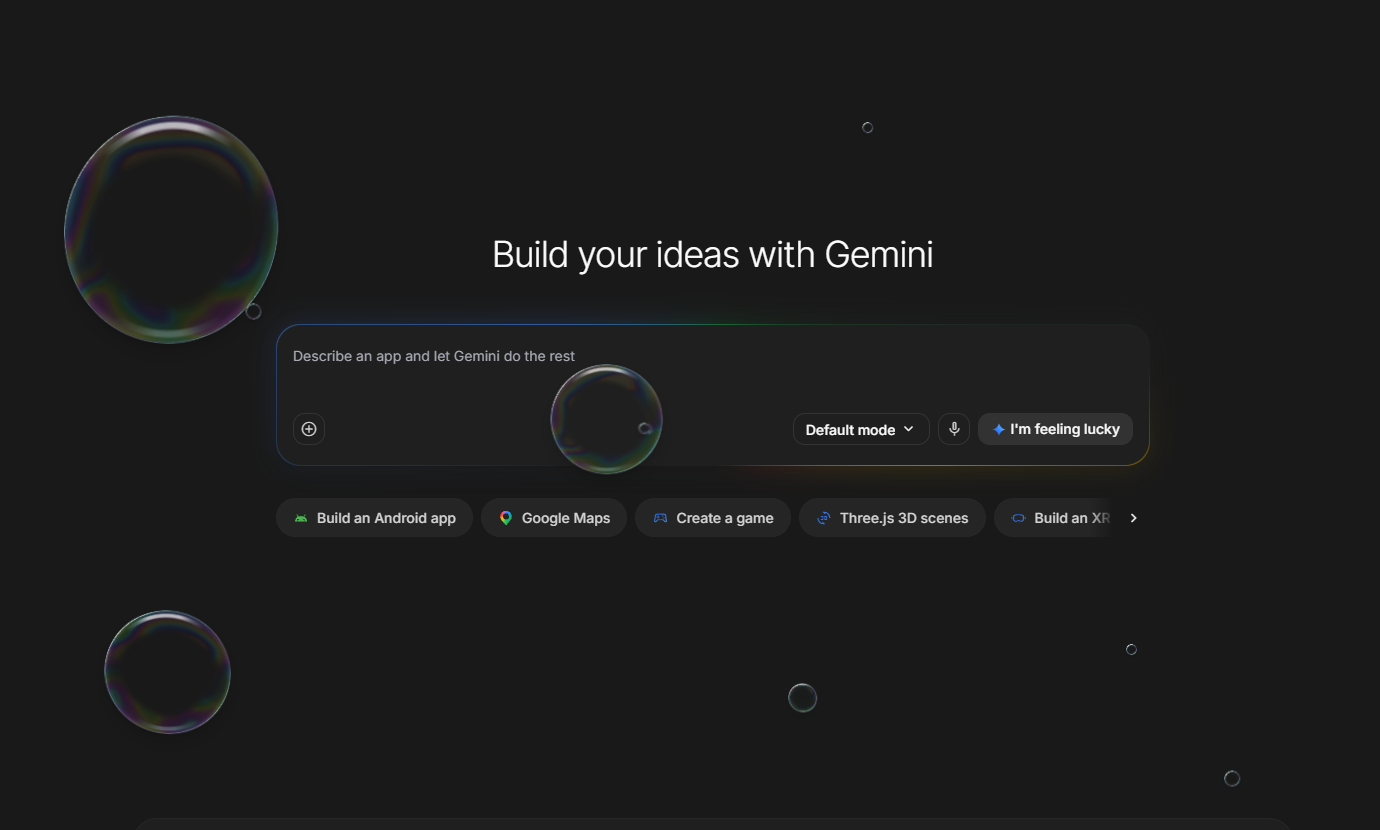 Build your ideas with Gemini
Describe an app and let Gemini do the rest
Default mode
I'm feeling lucky
Build an Android app
Google Maps
Create a game
Three.js 3D scenes
Build an XR